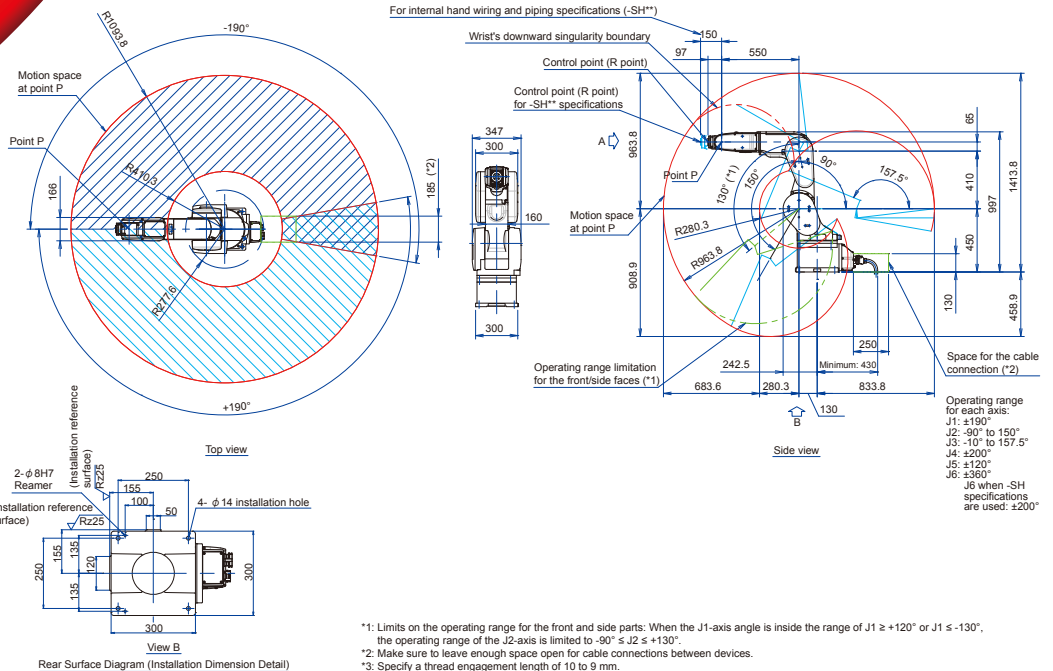 For internal hand wiring and piping specifications (-SH**)
150
Wrist's downward singularity boundary
97
550
Control point (R point)
Control point (R point)
for -SH** specifications
A
Point P
Motion space
at point P
963.8
908.9
130° (*1)
150°
90°
157.5°
R280.3
R963.8
65
410
997
1413.8
450
130
458.9
250
Space for the cable
connection (*2)
Operating range limitation
for the front/side faces (*1)
242.5
Minimum: 430
683.6
280.3
833.8
130
B
Side view
Operating range
for each axis:
J1: ±190°
J2: -90° to 150°
J3: -10° to 157.5°
J4: ±200°
J5: ±120°
J6: ±360°
J6 when -SH
specifications
are used: ±200°
R1093.8
-190°
Motion space
at point P
Point P
R410.3
166
R277.6
185 (*2)
+190°
Top view
347
300
160
300
2- φ8H7
Reamer
(Installation reference
surface)
Rz25
250
155
100
50
4- φ14 installation hole
nstallation reference
urface)
Rz25
250
155
135
135
120
300
300
View B
Rear Surface Diagram (Installation Dimension Detail)
*1: Limits on the operating range for the front and side parts: When the J1-axis angle is inside the range of J1 ≥ +120° or J1 ≤ -130°,
the operating range of the J2-axis is limited to -90° ≤ J2 ≤ +130°.
*2: Make sure to leave enough space open for cable connections between devices.
*3: Specify a thread engagement length of 10 to 9 mm.